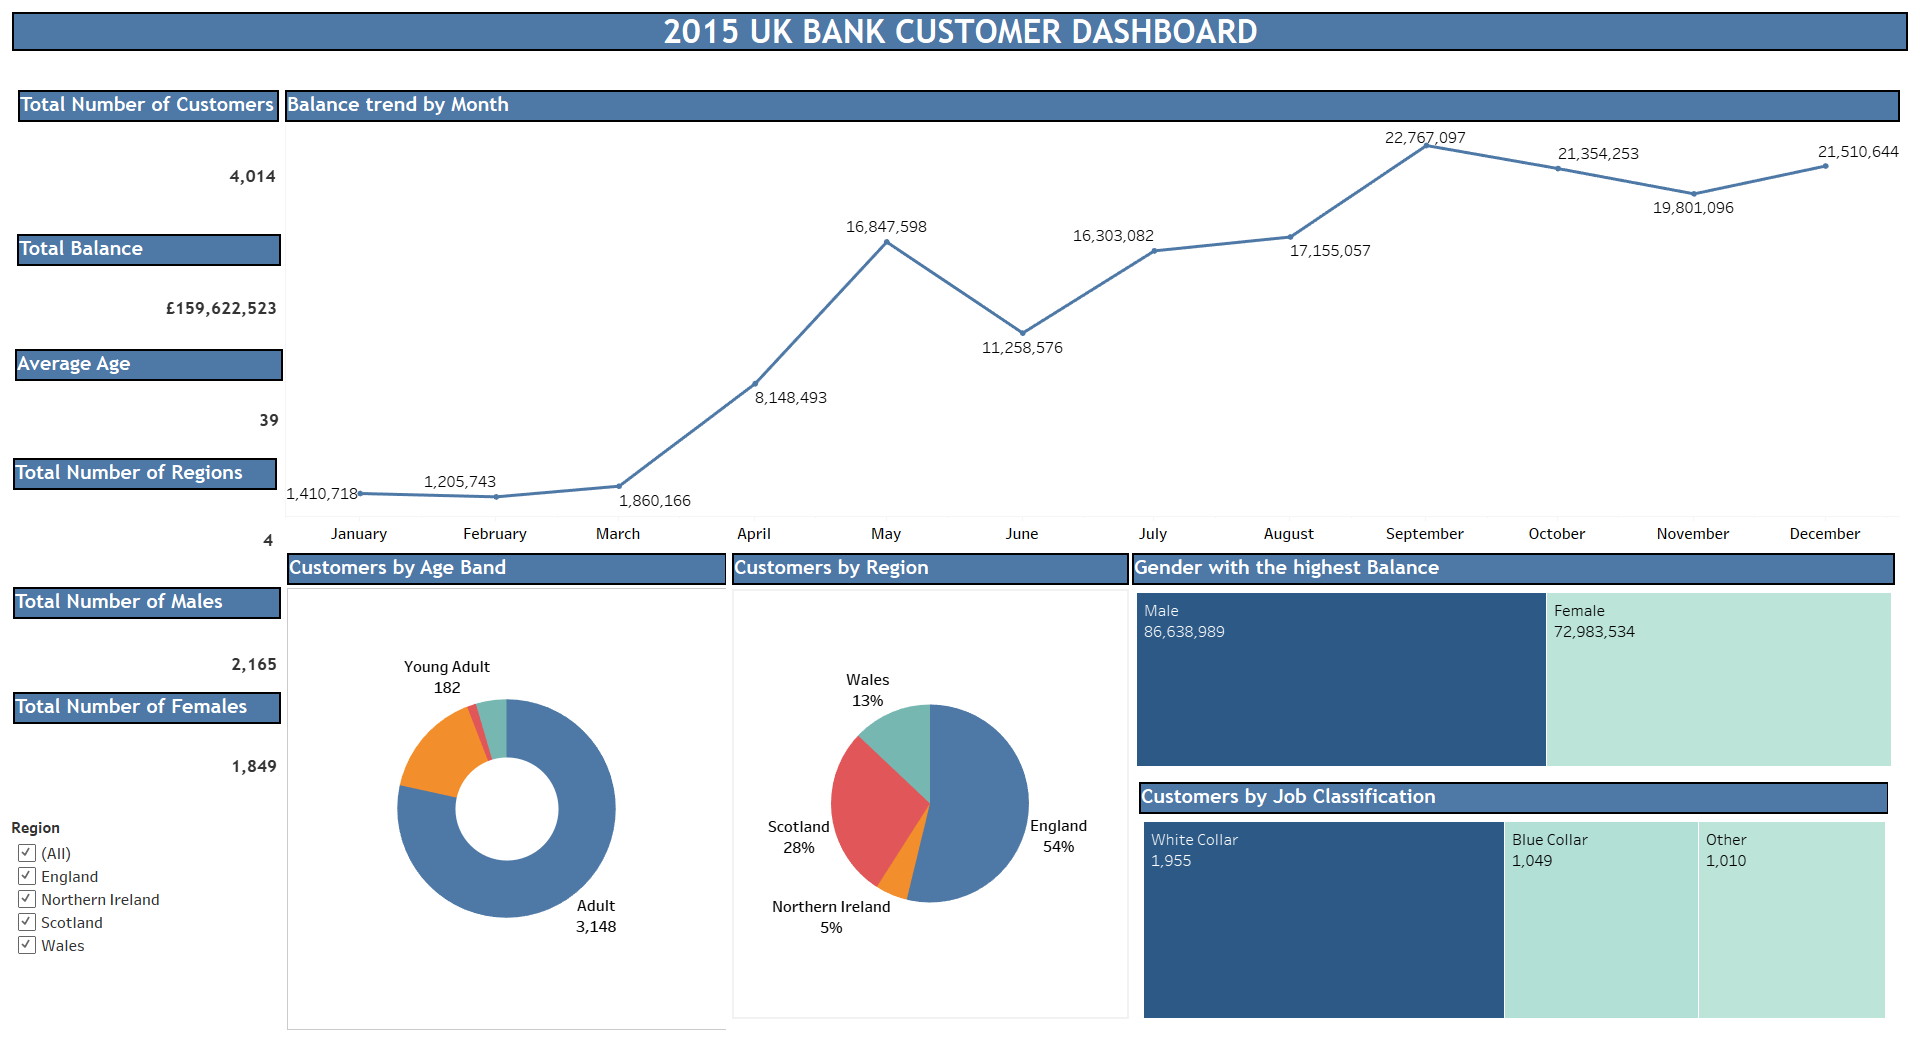 2015 UK BANK CUSTOMER DASHBOARD
Total Number of Customers
4,014
Total Balance
£159,622,523
Average Age
39
Total Number of Regions
4
Total Number of Males
2,165
Total Number of Females
1,849
Region
(All)
England
Northern Ireland
Scotland
Wales
Balance trend by Month
1,410,718
1,205,743
1,860,166
8,148,493
16,847,598
11,258,576
16,303,082
17,155,057
22,767,097
21,354,253
19,801,096
21,510,644
January February March April May June July August September October November December
Customers by Age Band
Young Adult
182
Adult
3,148
Customers by Region
Wales
13%
Scotland
28%
England
54%
Northern Ireland
5%
Gender with the highest Balance
Male
86,638,989
Female
72,983,534
Customers by Job Classification
White Collar
1,955
Blue Collar
1,049
Other
1,010